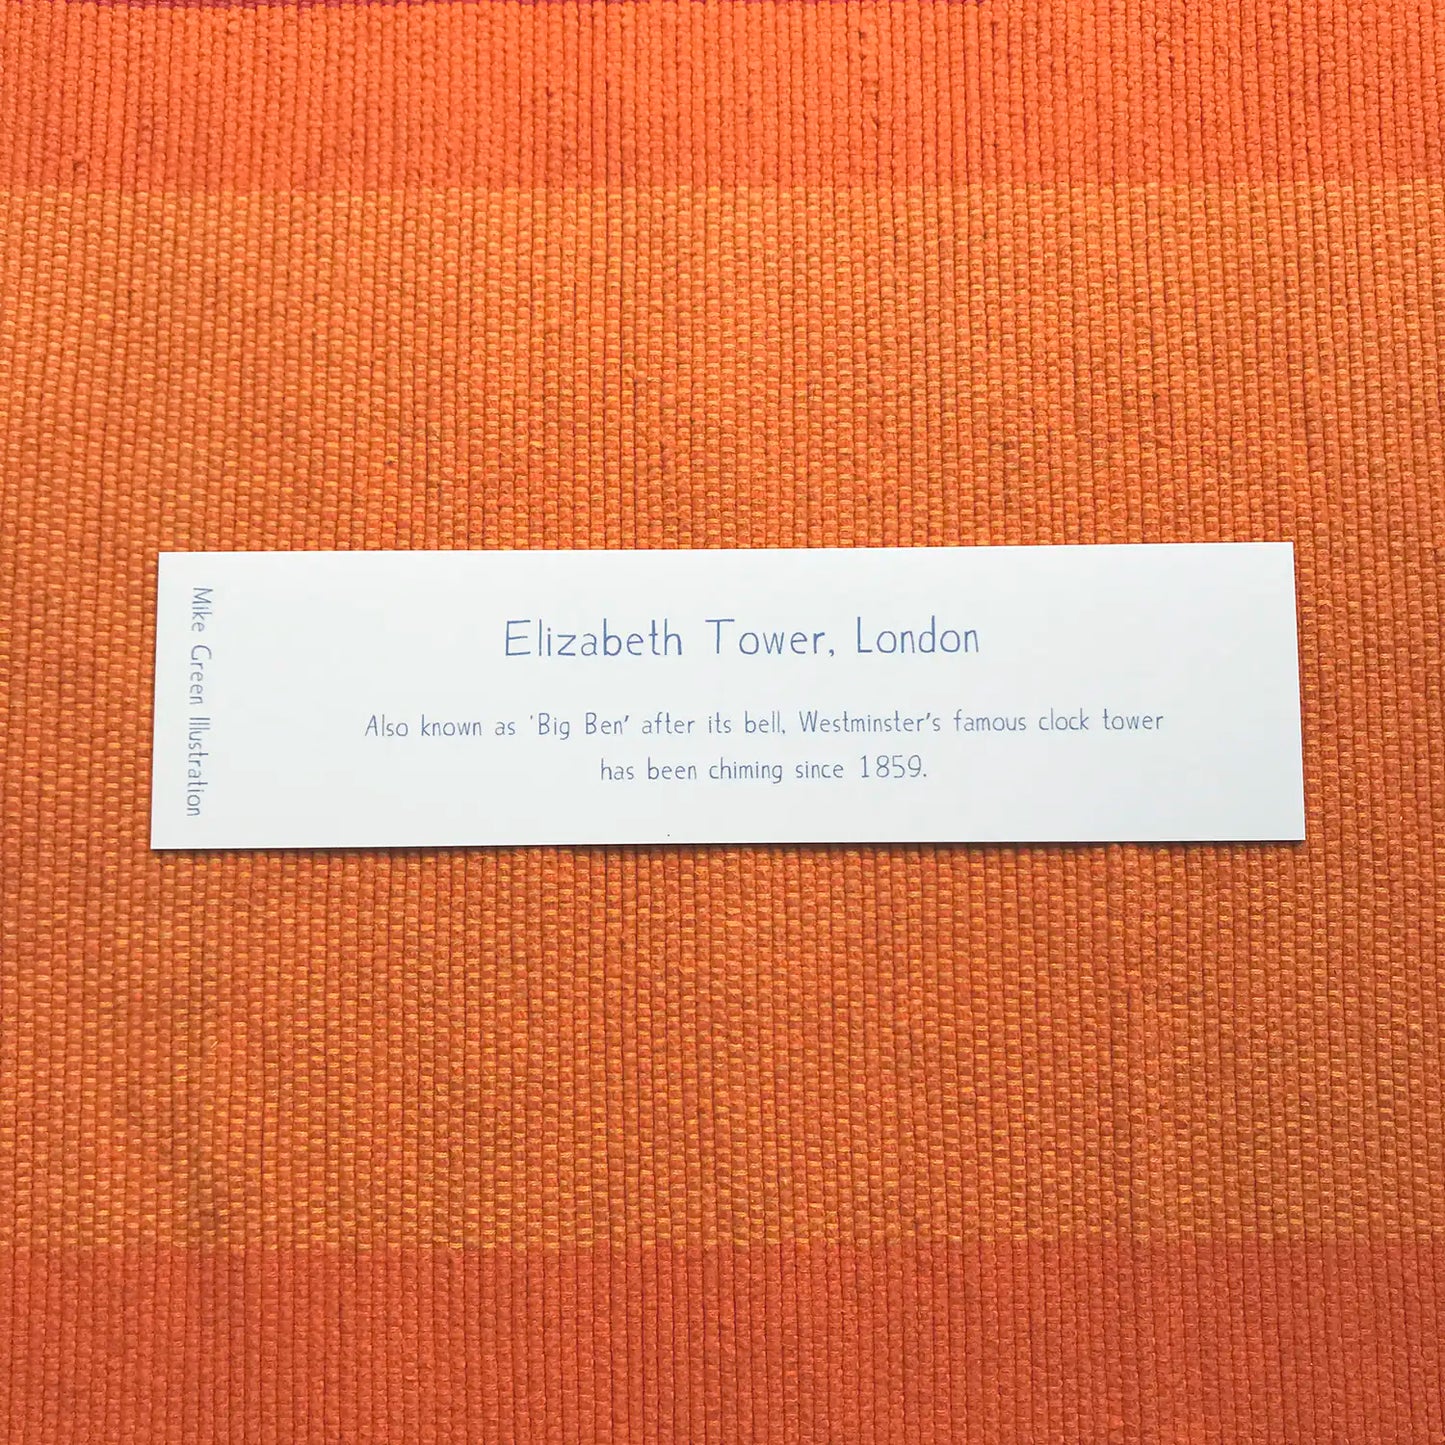 Elizabeth Tower, London
Also known as 'Big Ben' after its bell, Westminster's famous clock tower
has been chiming since 1859.
Mike Green Illustration